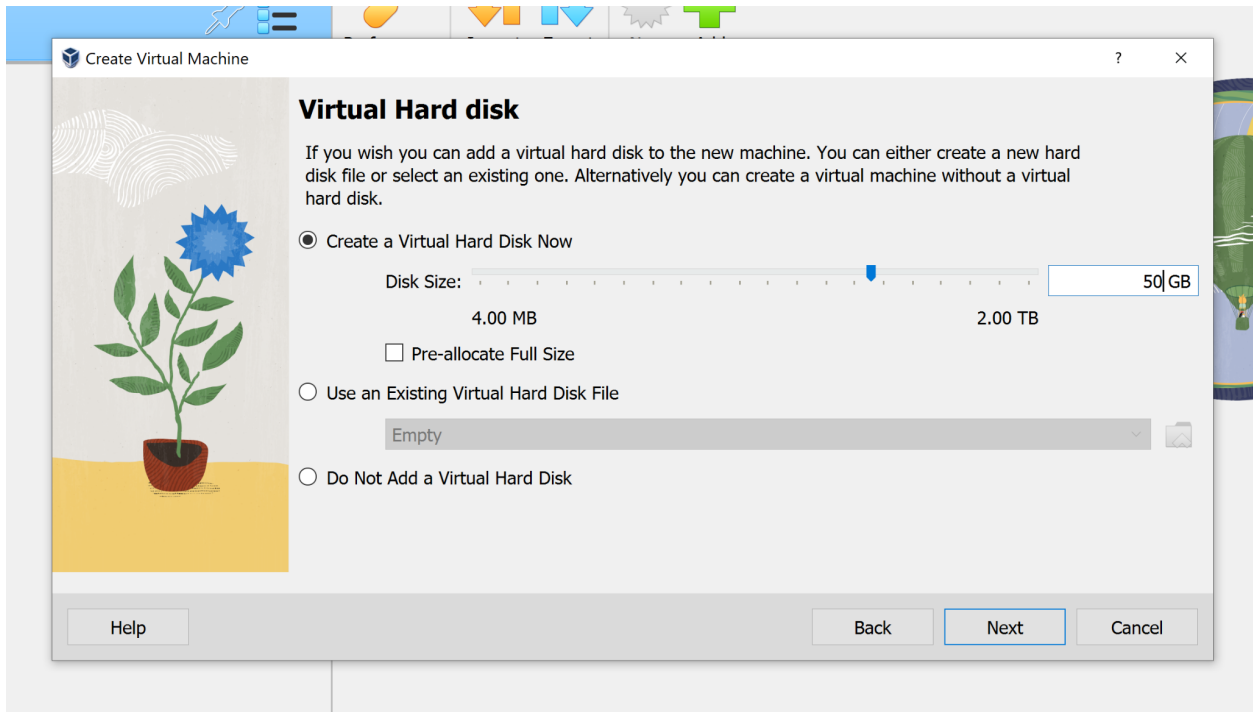 Create Virtual Machine
?
Virtual Hard disk
If you wish you can add a virtual hard disk to the new machine. You can either create a new hard
disk file or select an existing one. Alternatively you can create a virtual machine without a virtual
hard disk.
Create a Virtual Hard Disk Now
Disk Size:
50 GB
4.00 MB
2.00 TB
Pre-allocate Full Size
Use an Existing Virtual Hard Disk File
Empty
Do Not Add a Virtual Hard Disk
Help
Back
Next
Cancel